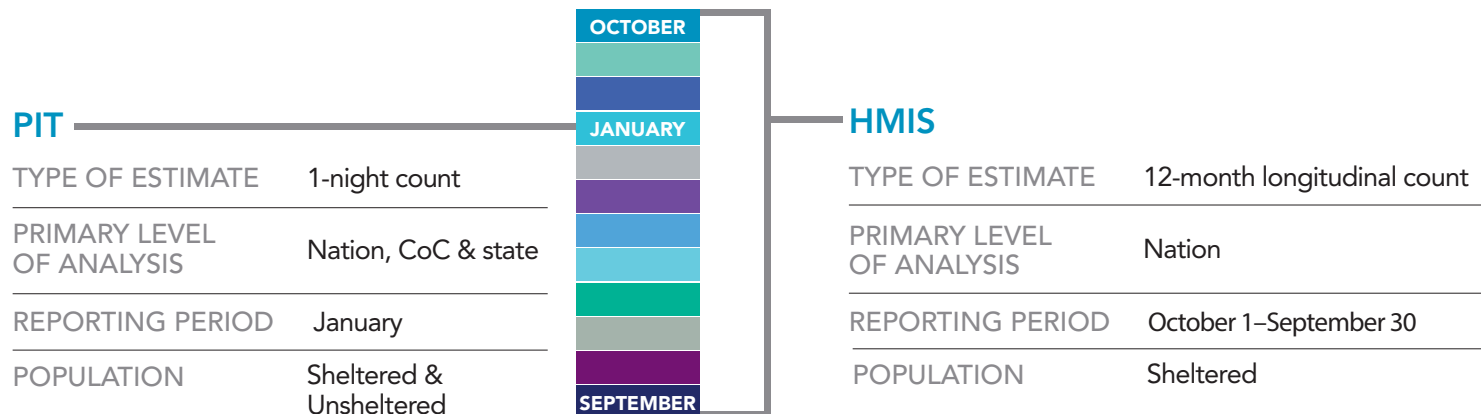 OCTOBER
JANUARY
SEPTEMBER
PIT
TYPE OF ESTIMATE 1-night count
PRIMARY LEVEL
OF ANALYSIS
Nation, CoC & state
REPORTING PERIOD January
POPULATION
Sheltered &
Unsheltered
HMIS
TYPE OF ESTIMATE 12-month longitudinal count
PRIMARY LEVEL
OF ANALYSIS
Nation
REPORTING PERIOD October 1–September 30
POPULATION Sheltered